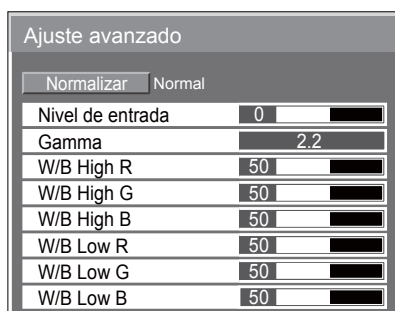 Ajuste avanzado
Normalizar Normal
Nivel de entrada 0
Gamma 2.2
W/B High R 50
W/B High G 50
W/B High B 50
W/B Low R 50
W/B Low G 50
W/B Low B 50